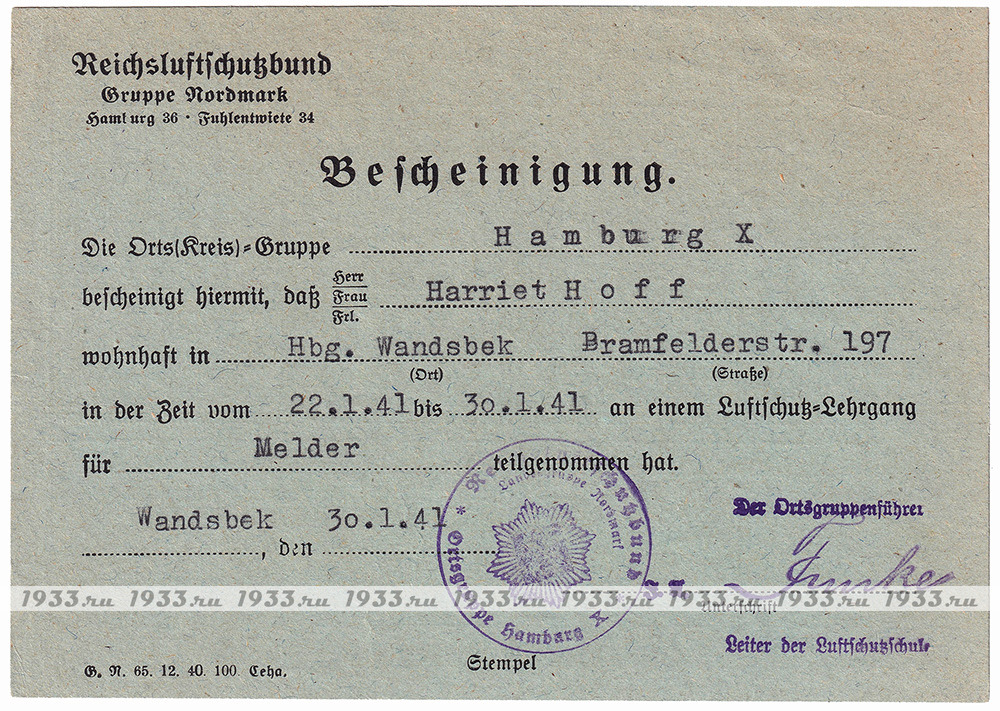 Reichsluftschutzbund
Gruppe Nordmark
Hamburg 36 · Fuhlentwiete 34
Bescheinigung.
Die Orts(Kreis)=Gruppe Hamburg X
bescheinigt hiermit, daß Herr Frau Frl. Harriet Hoff
wohnhaft in Hbg. Wandsbek Bramfelderstr. 197
(Ort) (Straße)
in der Zeit vom 22.1.41 bis 30.1.41 an einem Luftschutz=Lehrgang
für Melder teilgenommen hat.
Der Ortsgruppenführer
Wandsbek, den 30.1.41
Reichsluftschutzbund
Landesgruppe Nordmark
* Ortsgruppe Hamburg X
Funke
Unterschrift
1933.ru 1933.ru 1933.ru 1933.ru 1933.ru 1933.ru 1933.ru 1933.ru 1933.ru
Leiter der Luftschutzschule
Stempel
G. N. 65. 12. 40. 100. Ceha.